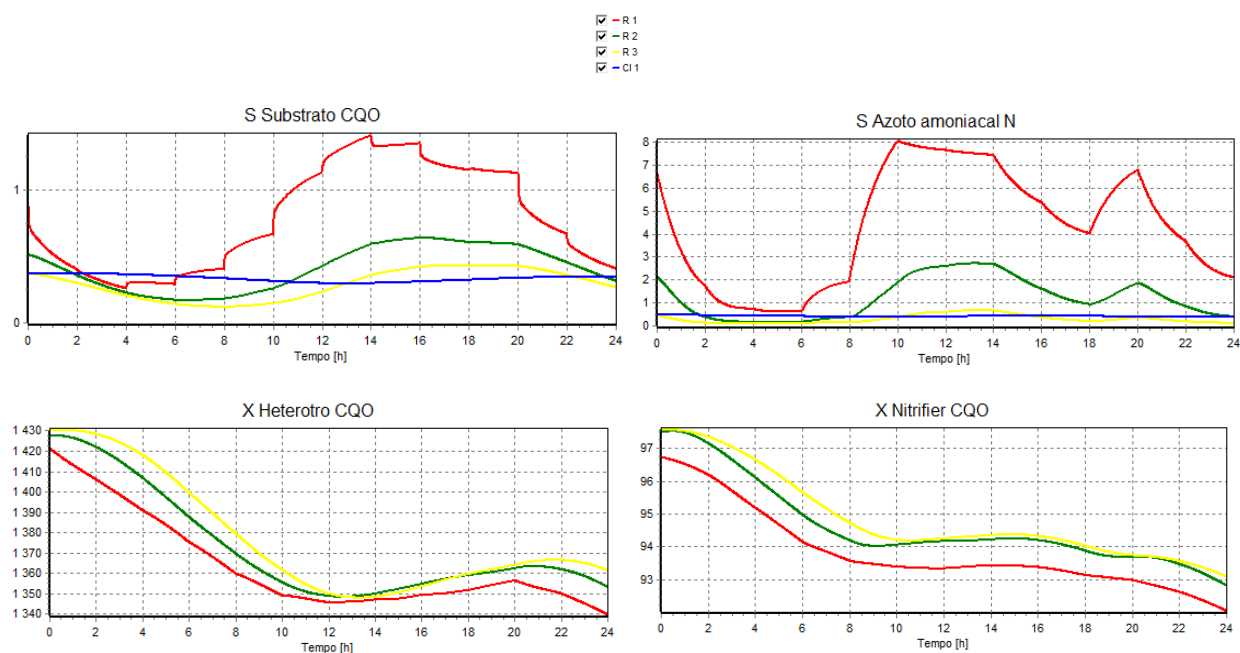 R 1
R 2
R 3
Cl 1
S Substrato CQO
1
0
0 2 4 6 8 10 12 14 16 18 20 22 24
Tempo [h]
S Azoto amoniacal N
8
7
6
5
4
3
2
1
0
0 2 4 6 8 10 12 14 16 18 20 22 24
Tempo [h]
X Heterotro CQO
1 430
1 420
1 410
1 400
1 390
1 380
1 370
1 360
1 350
1 340
0 2 4 6 8 10 12 14 16 18 20 22 24
Tempo [h]
X Nitrifier CQO
97
96
95
94
93
0 2 4 6 8 10 12 14 16 18 20 22 24
Tempo [h]